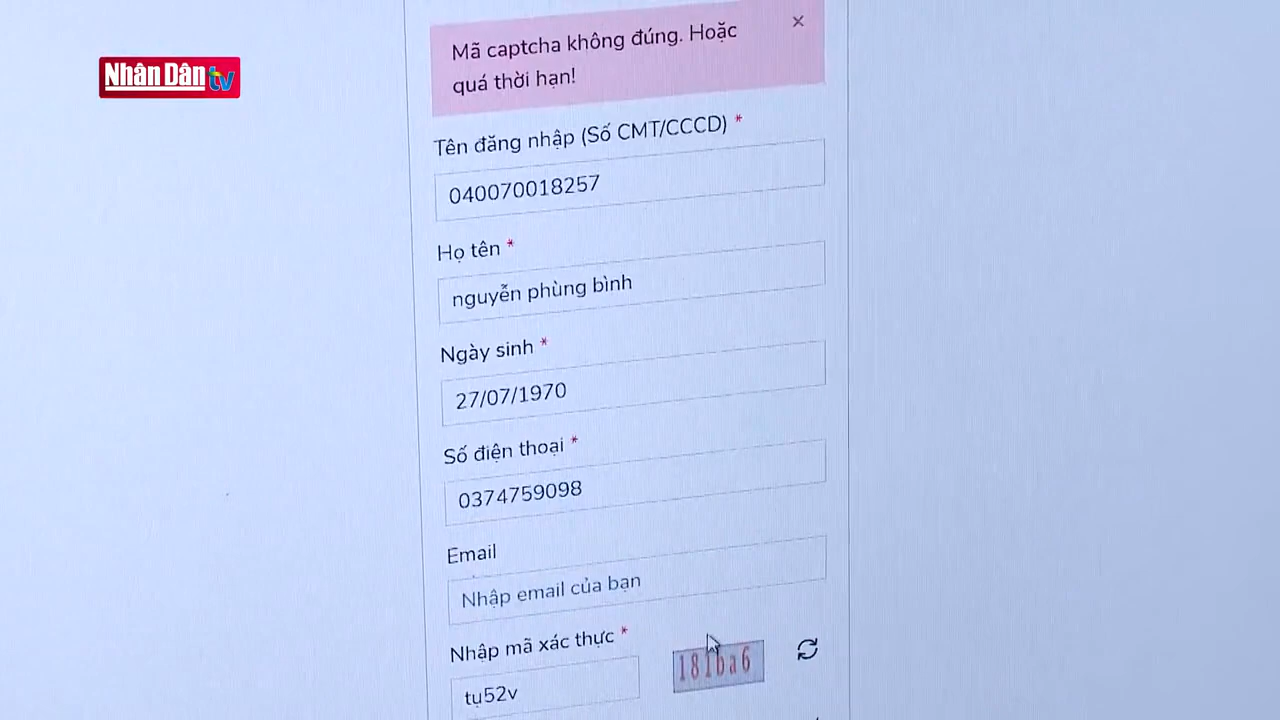 Nhân Dân tv
Mã captcha không đúng. Hoặc
quá thời hạn!
×
Tên đăng nhập (Số CMT/CCCD) *
040070018257
Họ tên *
nguyễn phùng bình
Ngày sinh *
27/07/1970
Số điện thoại *
0374759098
Email
Nhập email của bạn
Nhập mã xác thực *
tụ52v
181ba6